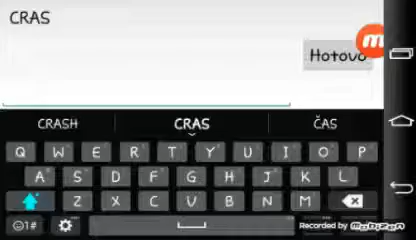 CRAS
Hotovo
CRASH CRAS ČAS
Q W E R T Y U I O P
A S D F G H J K L
Z X C V B N M
1#
Recorded by Mobizen